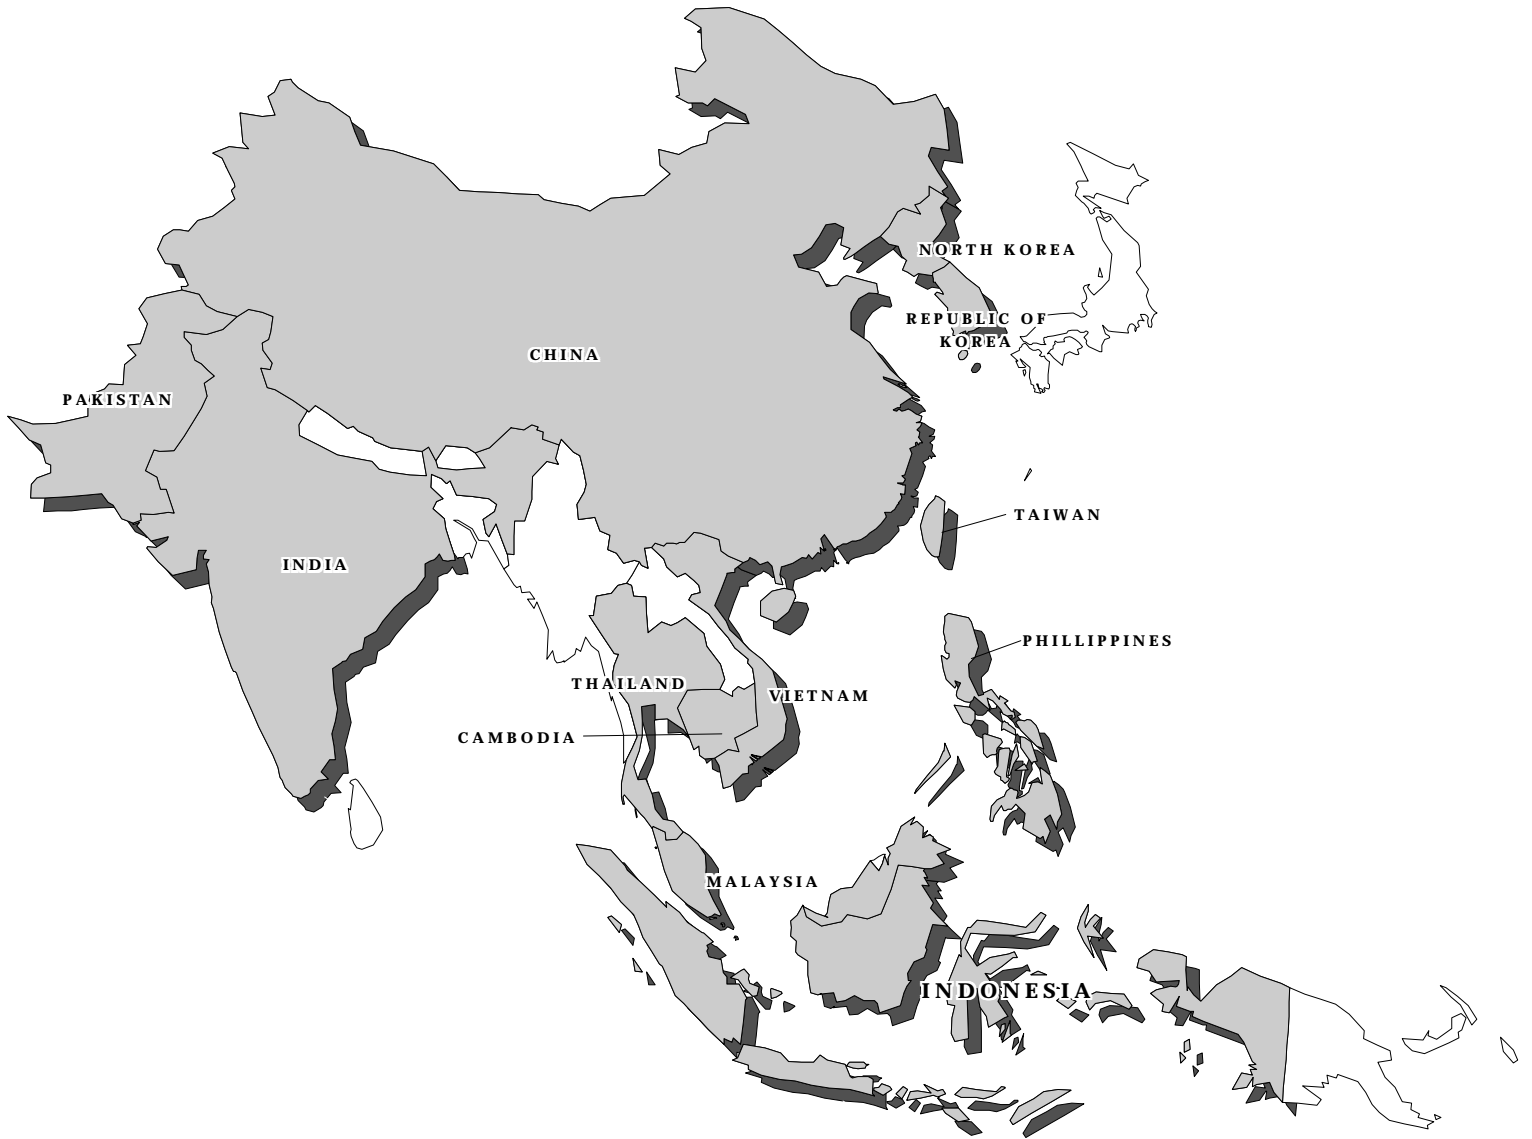 NORTH KOREA
REPUBLIC OF
KOREA
CHINA
PAKISTAN
TAIWAN
INDIA
PHILLIPPINES
THAILAND
VIETNAM
CAMBODIA
MALAYSIA
INDONESIA